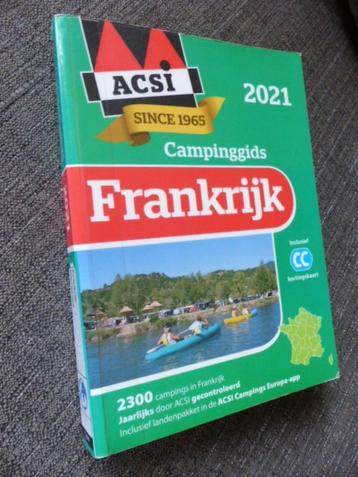 ACSI
SINCE 1965
2021
Campinggids
Frankrijk
Inclusief
CC
kortingskaart
2300 campings in Frankrijk
Jaarlijks door ACSI gecontroleerd
Inclusief landenpakket in de ACSI Campings Europa-app